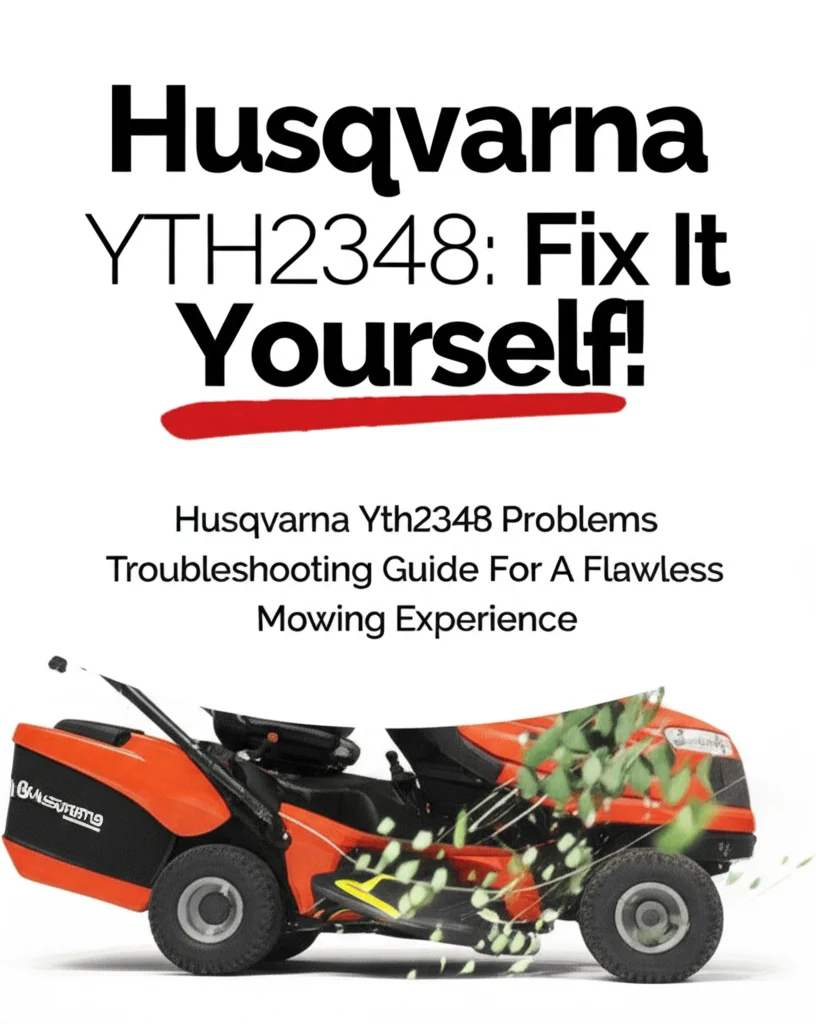 Husqvarna
YTH2348: Fix It
Yourself!
Husqvarna Yth2348 Problems
Troubleshooting Guide For A Flawless
Mowing Experience